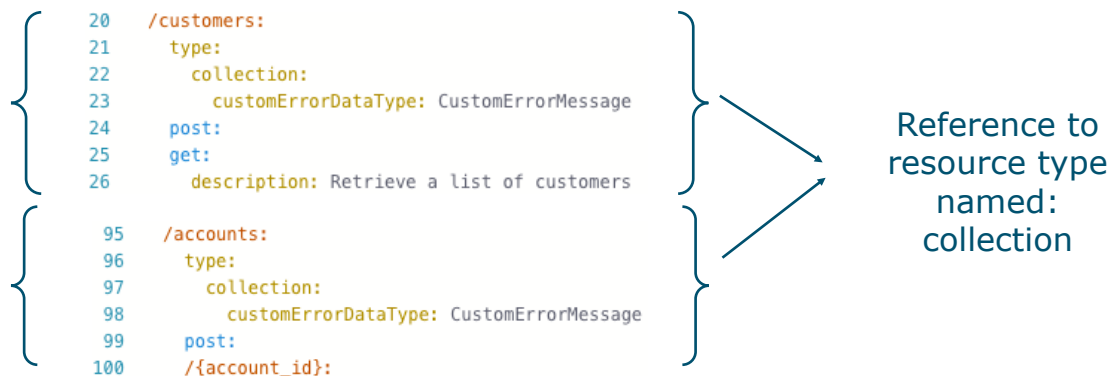 20 /customers:
21 type:
22 collection:
23 customErrorDataType: CustomErrorMessage
24 post:
25 get:
26 description: Retrieve a list of customers
95 /accounts:
96 type:
97 collection:
98 customErrorDataType: CustomErrorMessage
99 post:
100 /{account_id}:
Reference to
resource type
named:
collection